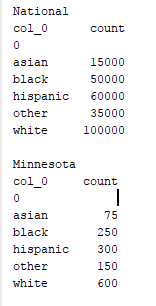 National
col_0 count
0
asian 15000
black 50000
hispanic 60000
other 35000
white 100000
Minnesota
col_0 count
0
asian 75
black 250
hispanic 300
other 150
white 600